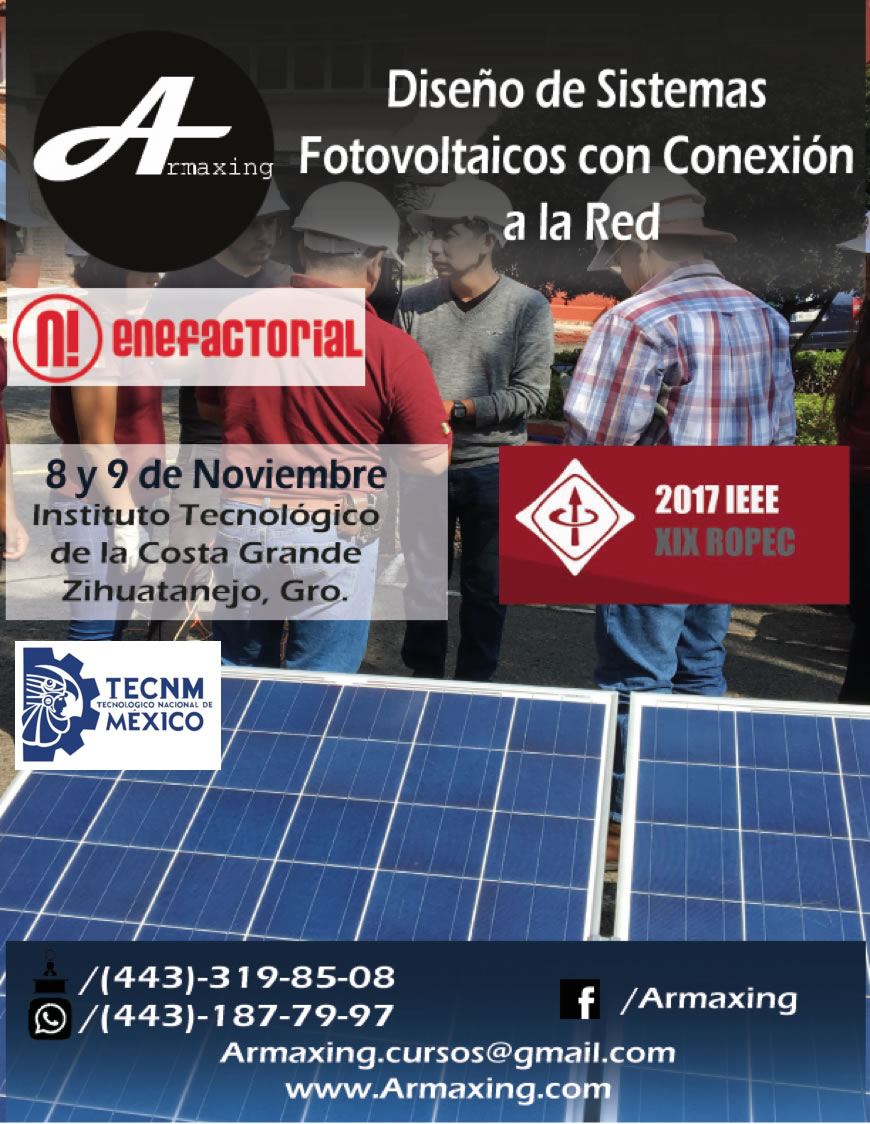 Armaxing
Diseño de Sistemas
Fotovoltaicos con Conexión
a la Red
n! enefactorial
8 y 9 de Noviembre
Instituto Tecnológico
de la Costa Grande
Zihuatanejo, Gro.
2017 IEEE
XIX ROPEC
TECNM
TECNOLÓGICO NACIONAL DE
MÉXICO
/(443)-319-85-08
/(443)-187-79-97
f /Armaxing
Armaxing.cursos@gmail.com
www.Armaxing.com